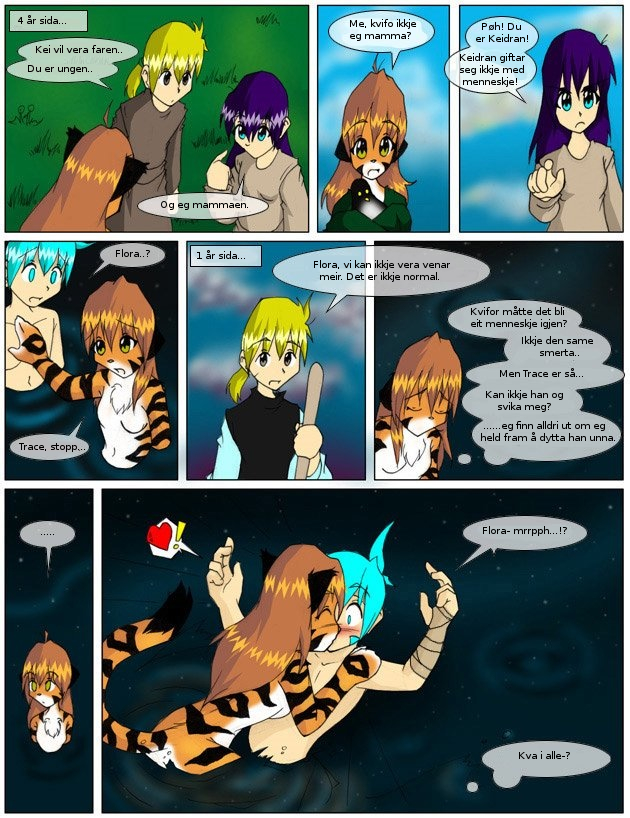 4 år sida...
Kei vil vera faren..
Du er ungen..
Og eg mammaen.
Me, kvifo ikkje
eg mamma?
Pøh! Du
er Keidran!
Keidran giftar
seg ikkje med
menneskje!
Flora..?
Trace, stopp...
1 år sida...
Flora, vi kan ikkje vera venar
meir. Det er ikkje normal.
Kvifor måtte det bli
eit menneskje igjen?
Ikkje den same
smerta..
Men Trace er så...
Kan ikkje han og
svika meg?
......eg finn alldri ut om eg
held fram å dytta han unna.
.....
!
Flora- mrrpph...!?
Kva i alle-?